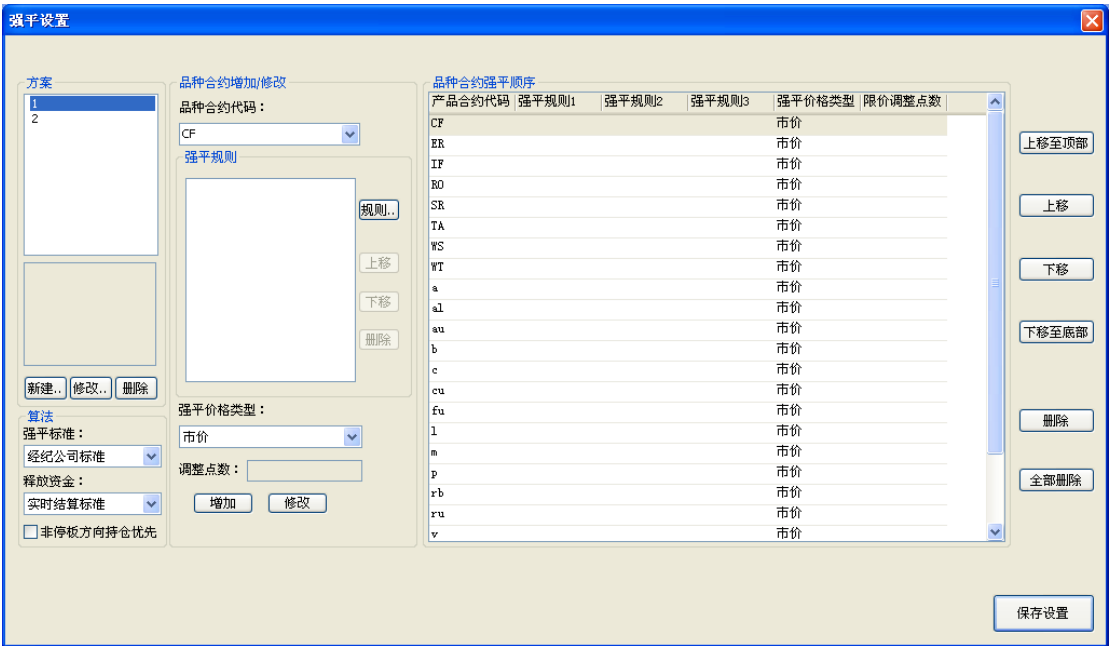 强平设置
方案
1
2
新建..
修改..
删除
算法
强平标准：
经纪公司标准
释放资金：
实时结算标准
非停板方向持仓优先
品种合约增加/修改
品种合约代码：
CF
强平规则
规则..
上移
下移
删除
强平价格类型：
市价
调整点数：
增加
修改
品种合约强平顺序
产品合约代码 强平规则1 强平规则2 强平规则3 强平价格类型 限价调整点数
CF 市价
ER 市价
IF 市价
RO 市价
SR 市价
TA 市价
WS 市价
WT 市价
a 市价
al 市价
au 市价
b 市价
c 市价
cu 市价
fu 市价
l 市价
m 市价
p 市价
rb 市价
ru 市价
v 市价
上移至顶部
上移
下移
下移至底部
删除
全部删除
保存设置